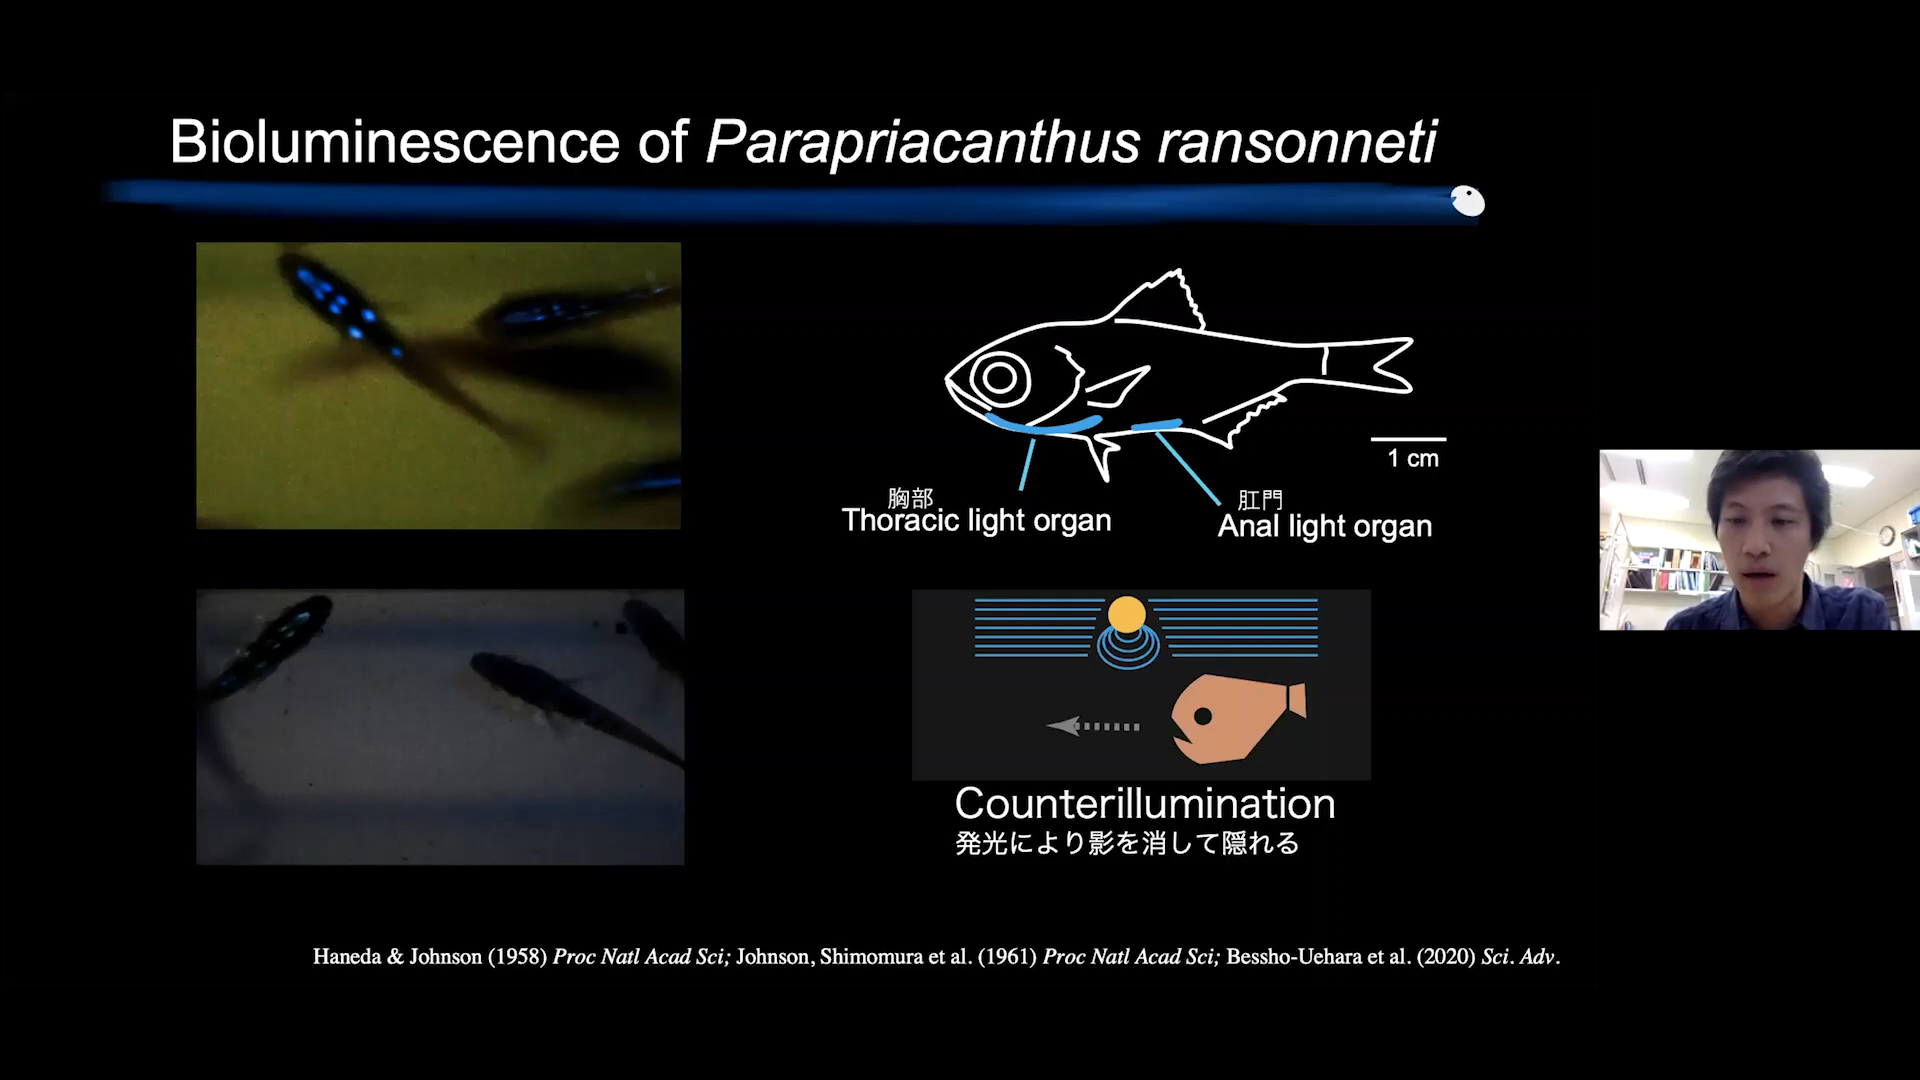 Bioluminescence of Parapriacanthus ransonneti
1 cm
胸部
Thoracic light organ
肛門
Anal light organ
Counterillumination
発光により影を消して隠れる
Haneda & Johnson (1958) Proc Natl Acad Sci; Johnson, Shimomura et al. (1961) Proc Natl Acad Sci; Bessho-Uehara et al. (2020) Sci. Adv.